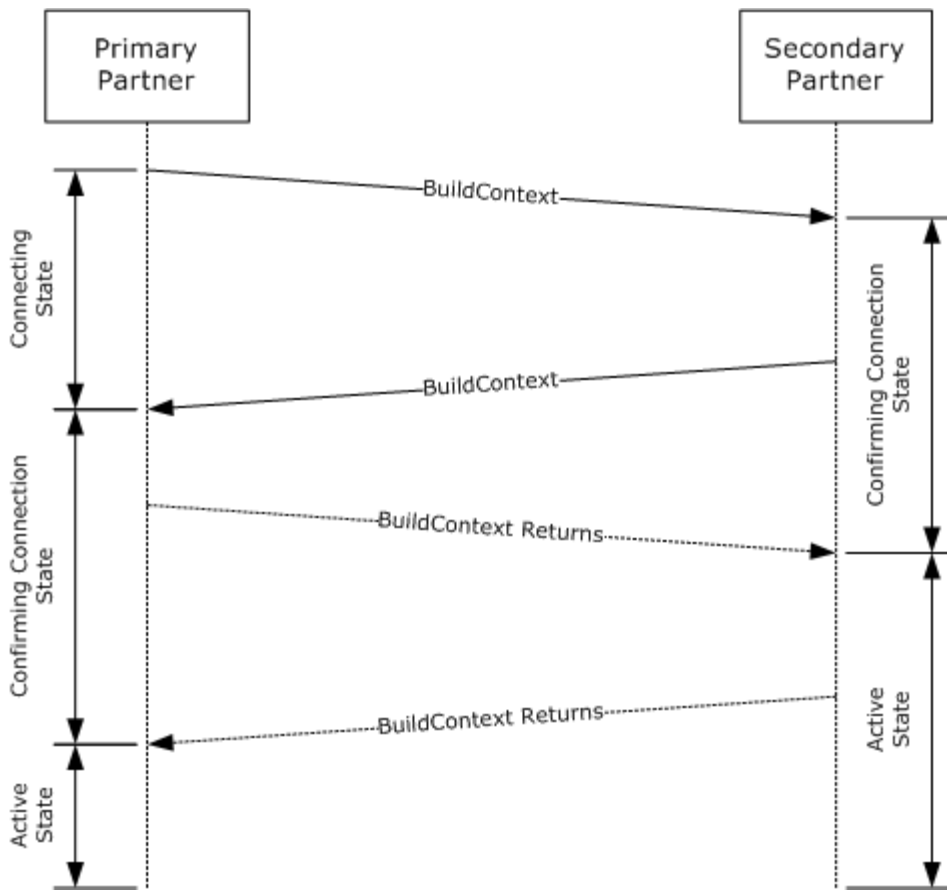 Primary
Partner
Secondary
Partner
BuildContext
Connecting
State
BuildContext
Confirming Connection
State
BuildContext Returns
Confirming Connection
State
BuildContext Returns
Active
State
Active
State